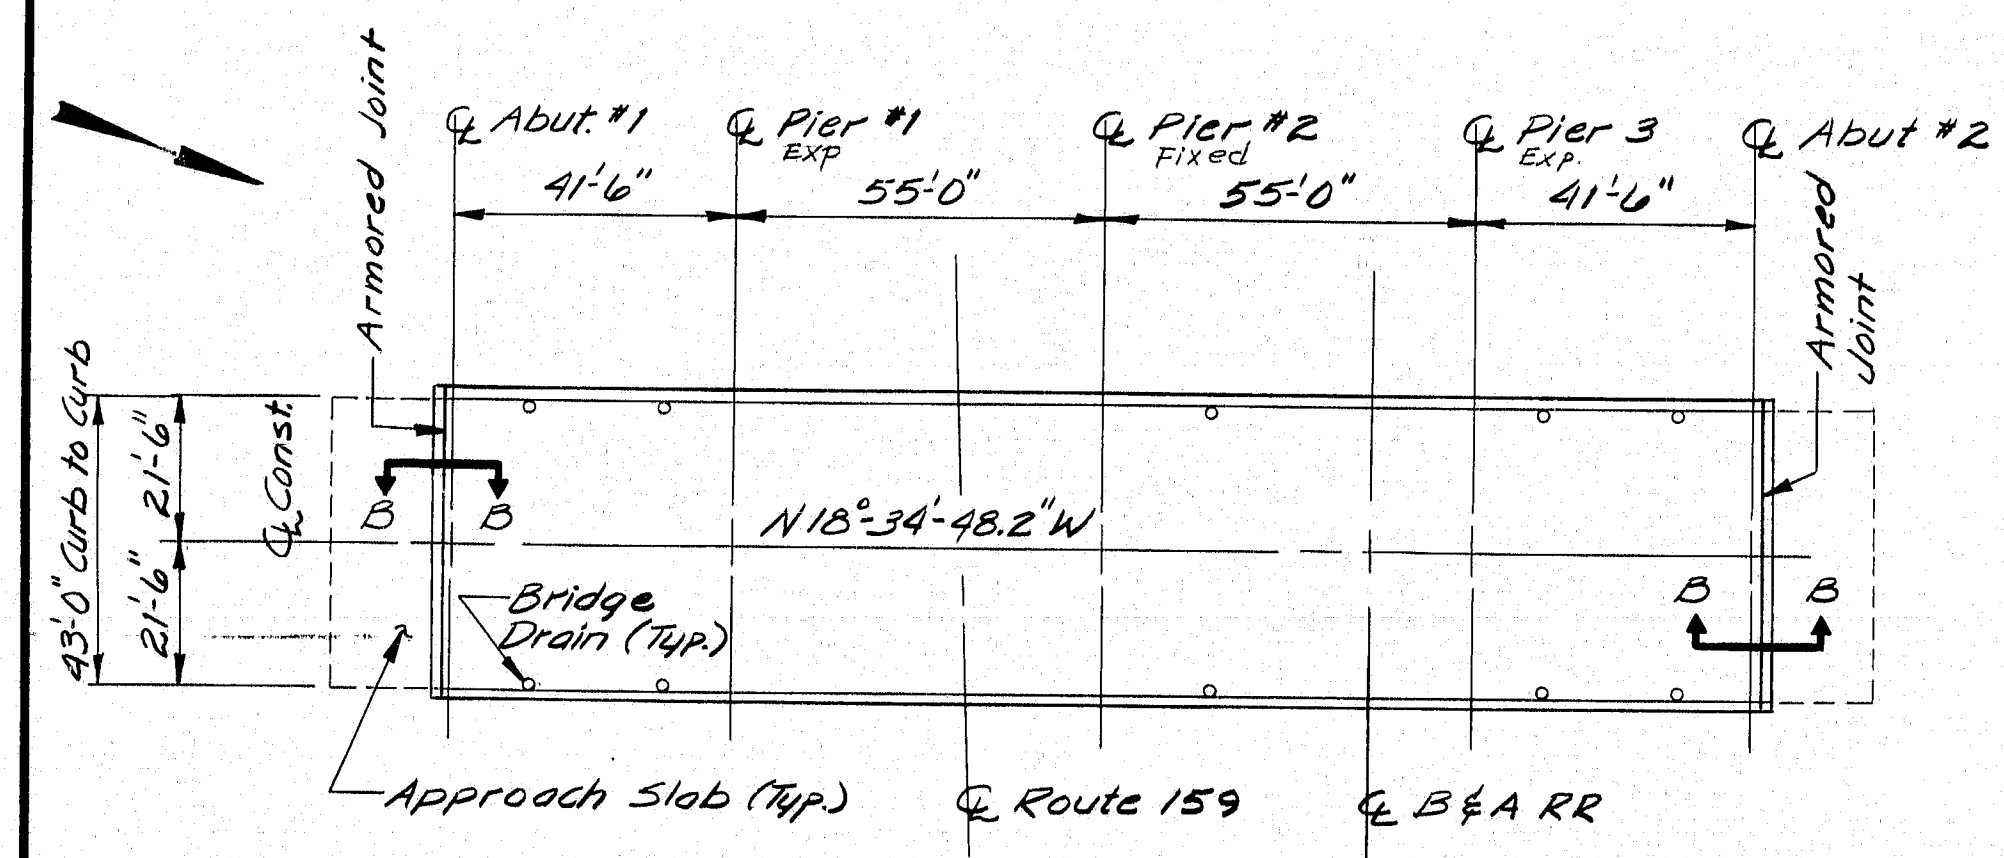 Armored Joint
℄ Abut. #1
℄ Pier #1
Exp
℄ Pier #2
Fixed
℄ Pier 3
Exp.
℄ Abut #2
41'-6"
55'-0"
55'-0"
41'-6"
Armored
Joint
43'-0" Curb to Curb
21'-6"
21'-6"
℄ Const.
B
B
N 18°-34'-48.2" W
Bridge
Drain (Typ.)
B
B
Approach Slab (Typ.)
℄ Route 159
℄ B & A RR